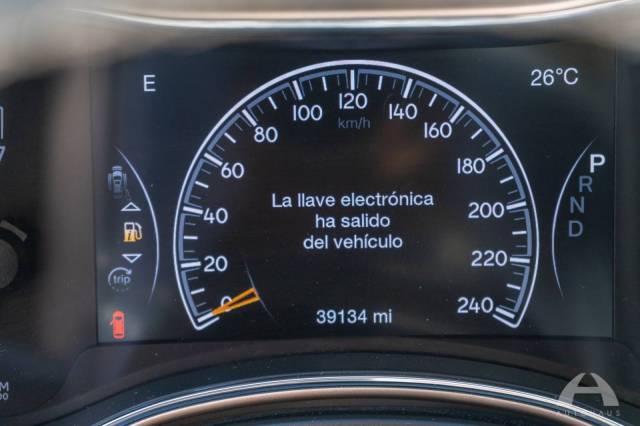 E
26°C
0
20
40
60
80
100
120
140
160
180
200
220
240
km/h
La llave electrónica
ha salido
del vehículo
P
R
N
D
trip
39134 mi
AUTOHAUS